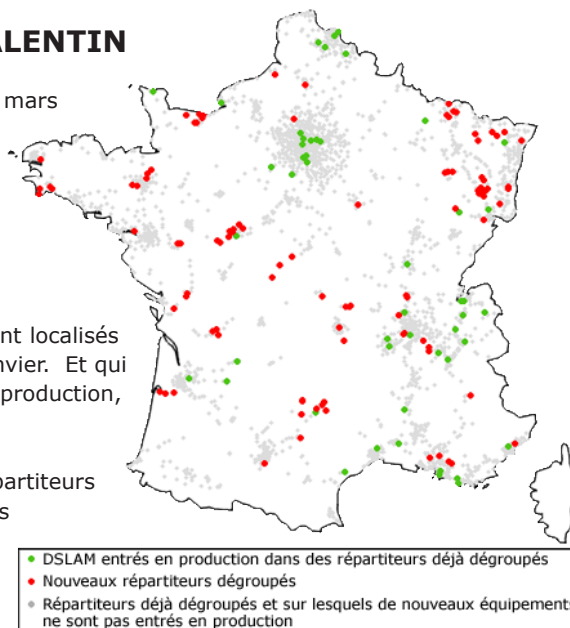 ALENTIN
mars
nt localisés
nvier. Et qui
production,
partiteurs
s
DSLAM entrés en production dans des répartiteurs déjà dégroupés
Nouveaux répartiteurs dégroupés
Répartiteurs déjà dégroupés et sur lesquels de nouveaux équipements
ne sont pas entrés en production